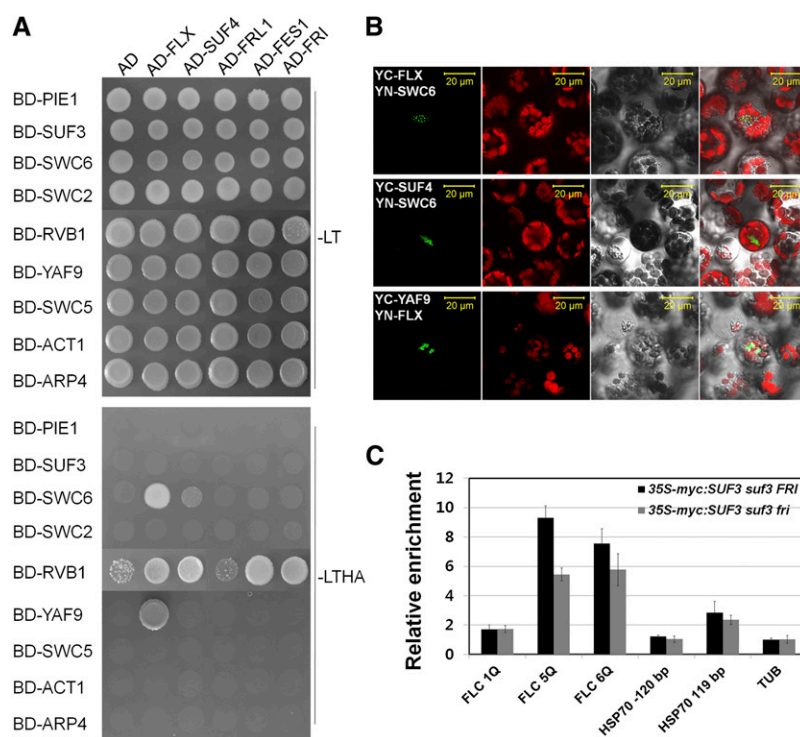 A
AD
AD-FLX
AD-SUF4
AD-FRL1
AD-FES1
AD-FRI
BD-PIE1
BD-SUF3
BD-SWC6
BD-SWC2
BD-RVB1
BD-YAF9
BD-SWC5
BD-ACT1
BD-ARP4
-LT
BD-PIE1
BD-SUF3
BD-SWC6
BD-SWC2
BD-RVB1
BD-YAF9
BD-SWC5
BD-ACT1
BD-ARP4
-LTHA
B
YC-FLX
YN-SWC6
20 µm
20 µm
20 µm
20 µm
YC-SUF4
YN-SWC6
20 µm
20 µm
20 µm
20 µm
YC-YAF9
YN-FLX
20 µm
20 µm
20 µm
20 µm
C
Relative enrichment
12
10
8
6
4
2
0
35S-myc:SUF3 suf3 FRI
35S-myc:SUF3 suf3 fri
FLC 1Q
FLC 5Q
FLC 6Q
HSP70 -120 bp
HSP70 119 bp
TUB